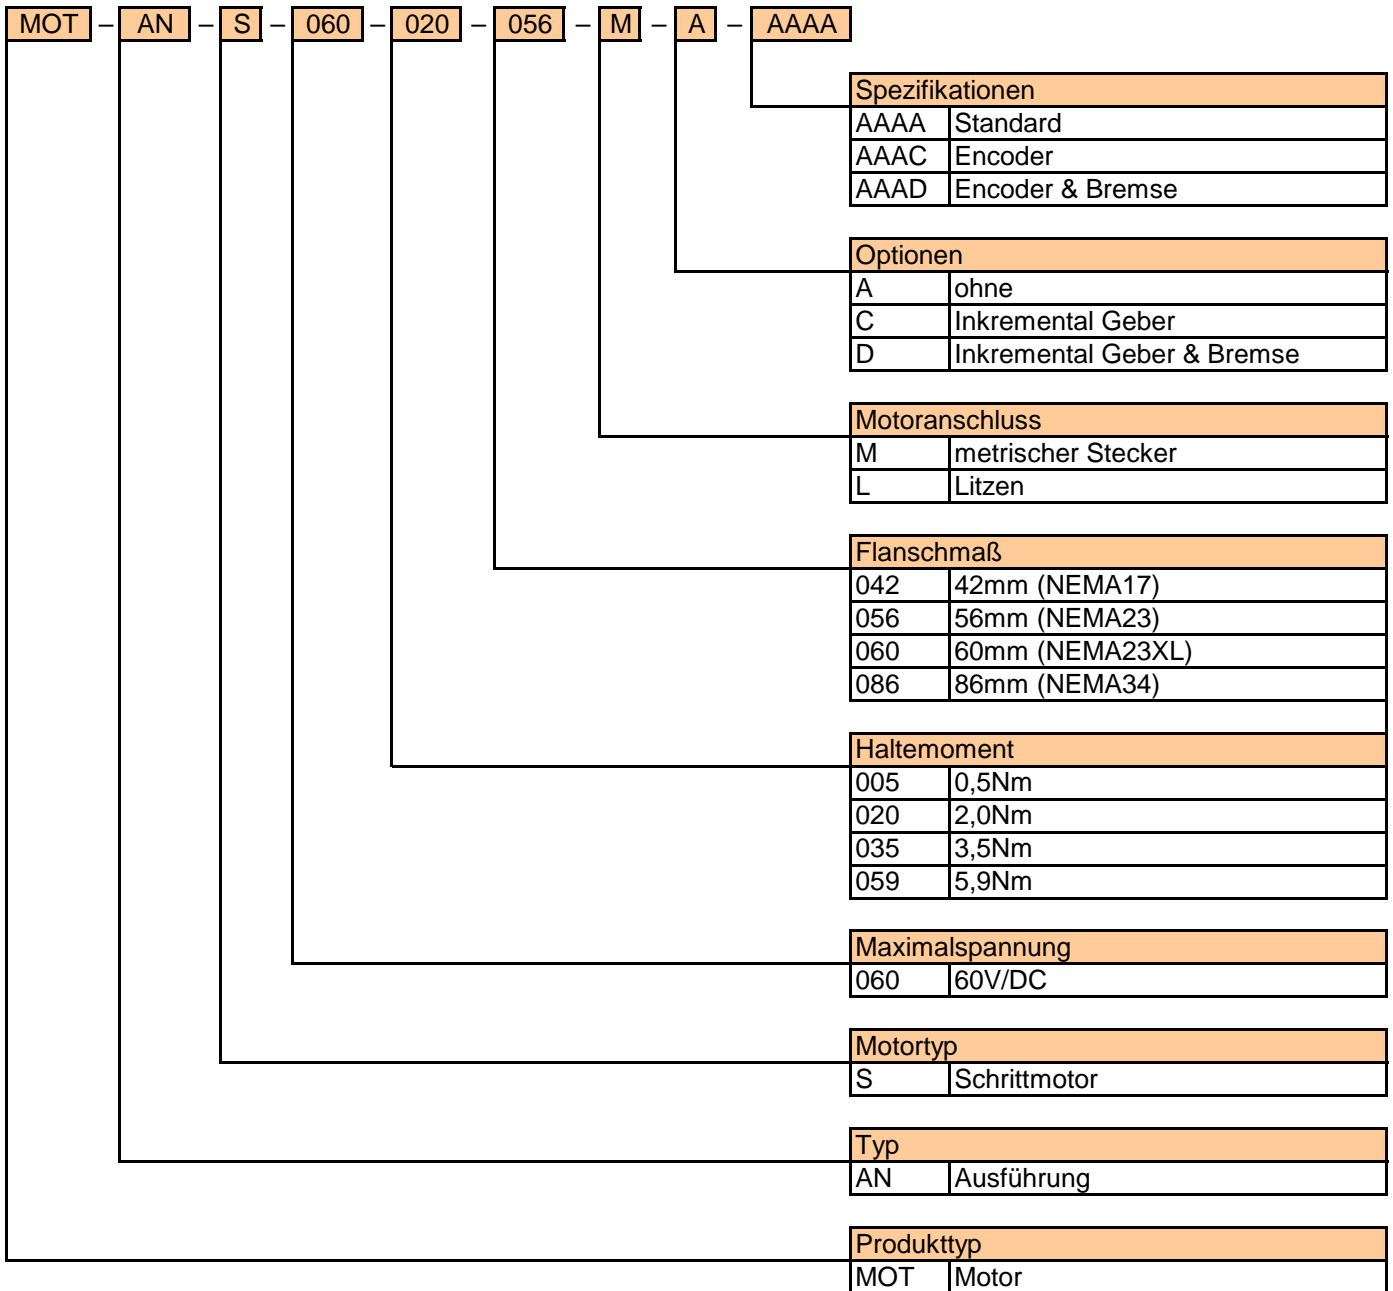 MOT – AN – S – 060 – 020 – 056 – M – A – AAAA
Spezifikationen
AAAA Standard
AAAC Encoder
AAAD Encoder & Bremse
Optionen
A ohne
C Inkremental Geber
D Inkremental Geber & Bremse
Motoranschluss
M metrischer Stecker
L Litzen
Flanschmaß
042 42mm (NEMA17)
056 56mm (NEMA23)
060 60mm (NEMA23XL)
086 86mm (NEMA34)
Haltemoment
005 0,5Nm
020 2,0Nm
035 3,5Nm
059 5,9Nm
Maximalspannung
060 60V/DC
Motortyp
S Schrittmotor
Typ
AN Ausführung
Produkttyp
MOT Motor